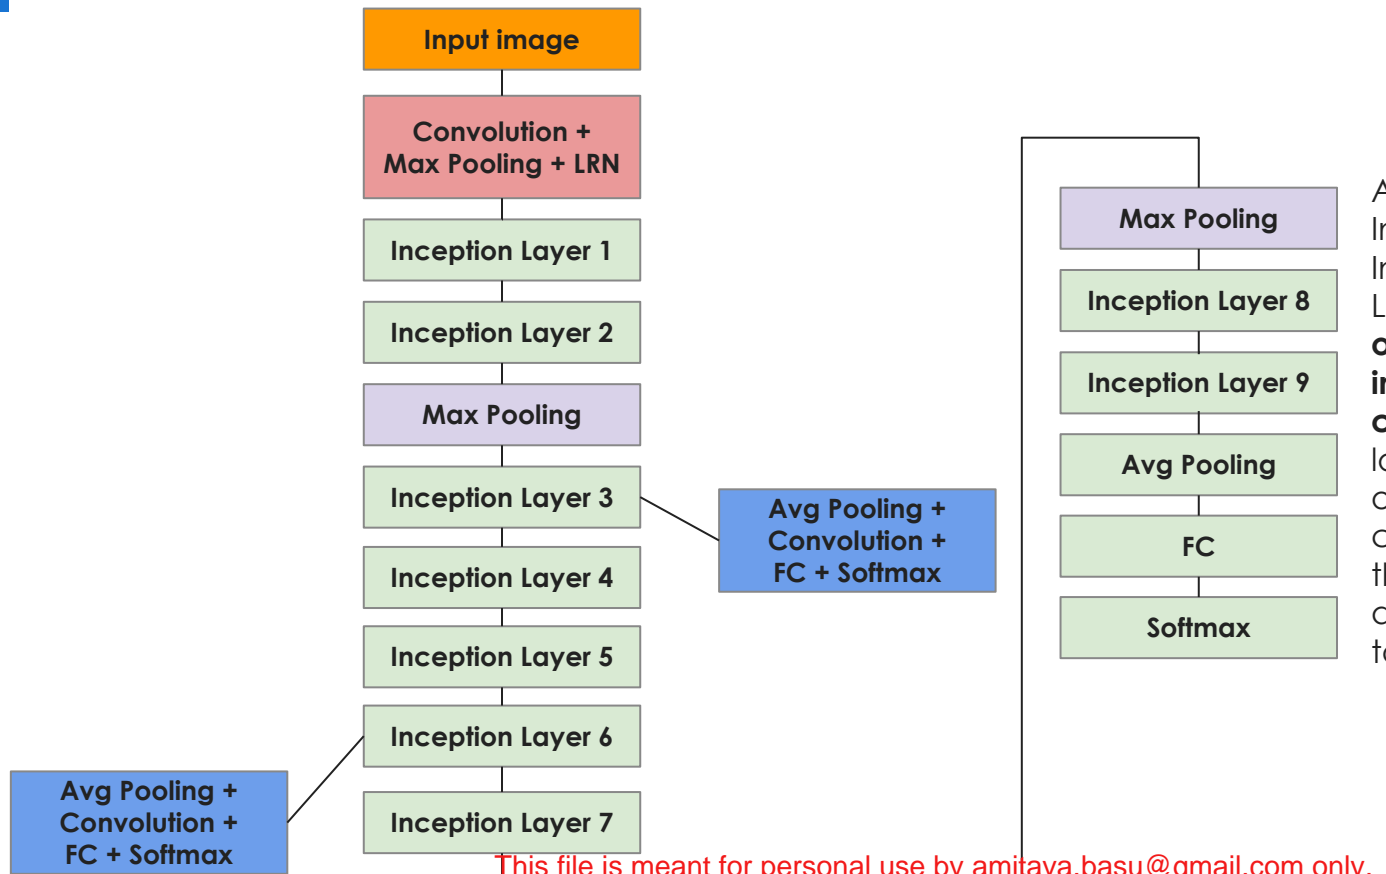 Input image
Convolution +
Max Pooling + LRN
Inception Layer 1
Inception Layer 2
Max Pooling
Inception Layer 3
Avg Pooling +
Convolution +
FC + Softmax
Inception Layer 4
Inception Layer 5
Inception Layer 6
Avg Pooling +
Convolution +
FC + Softmax
Inception Layer 7
Max Pooling
Inception Layer 8
Inception Layer 9
Avg Pooling
FC
Softmax
This file is meant for personal use by amitava.basu@gmail.com only.